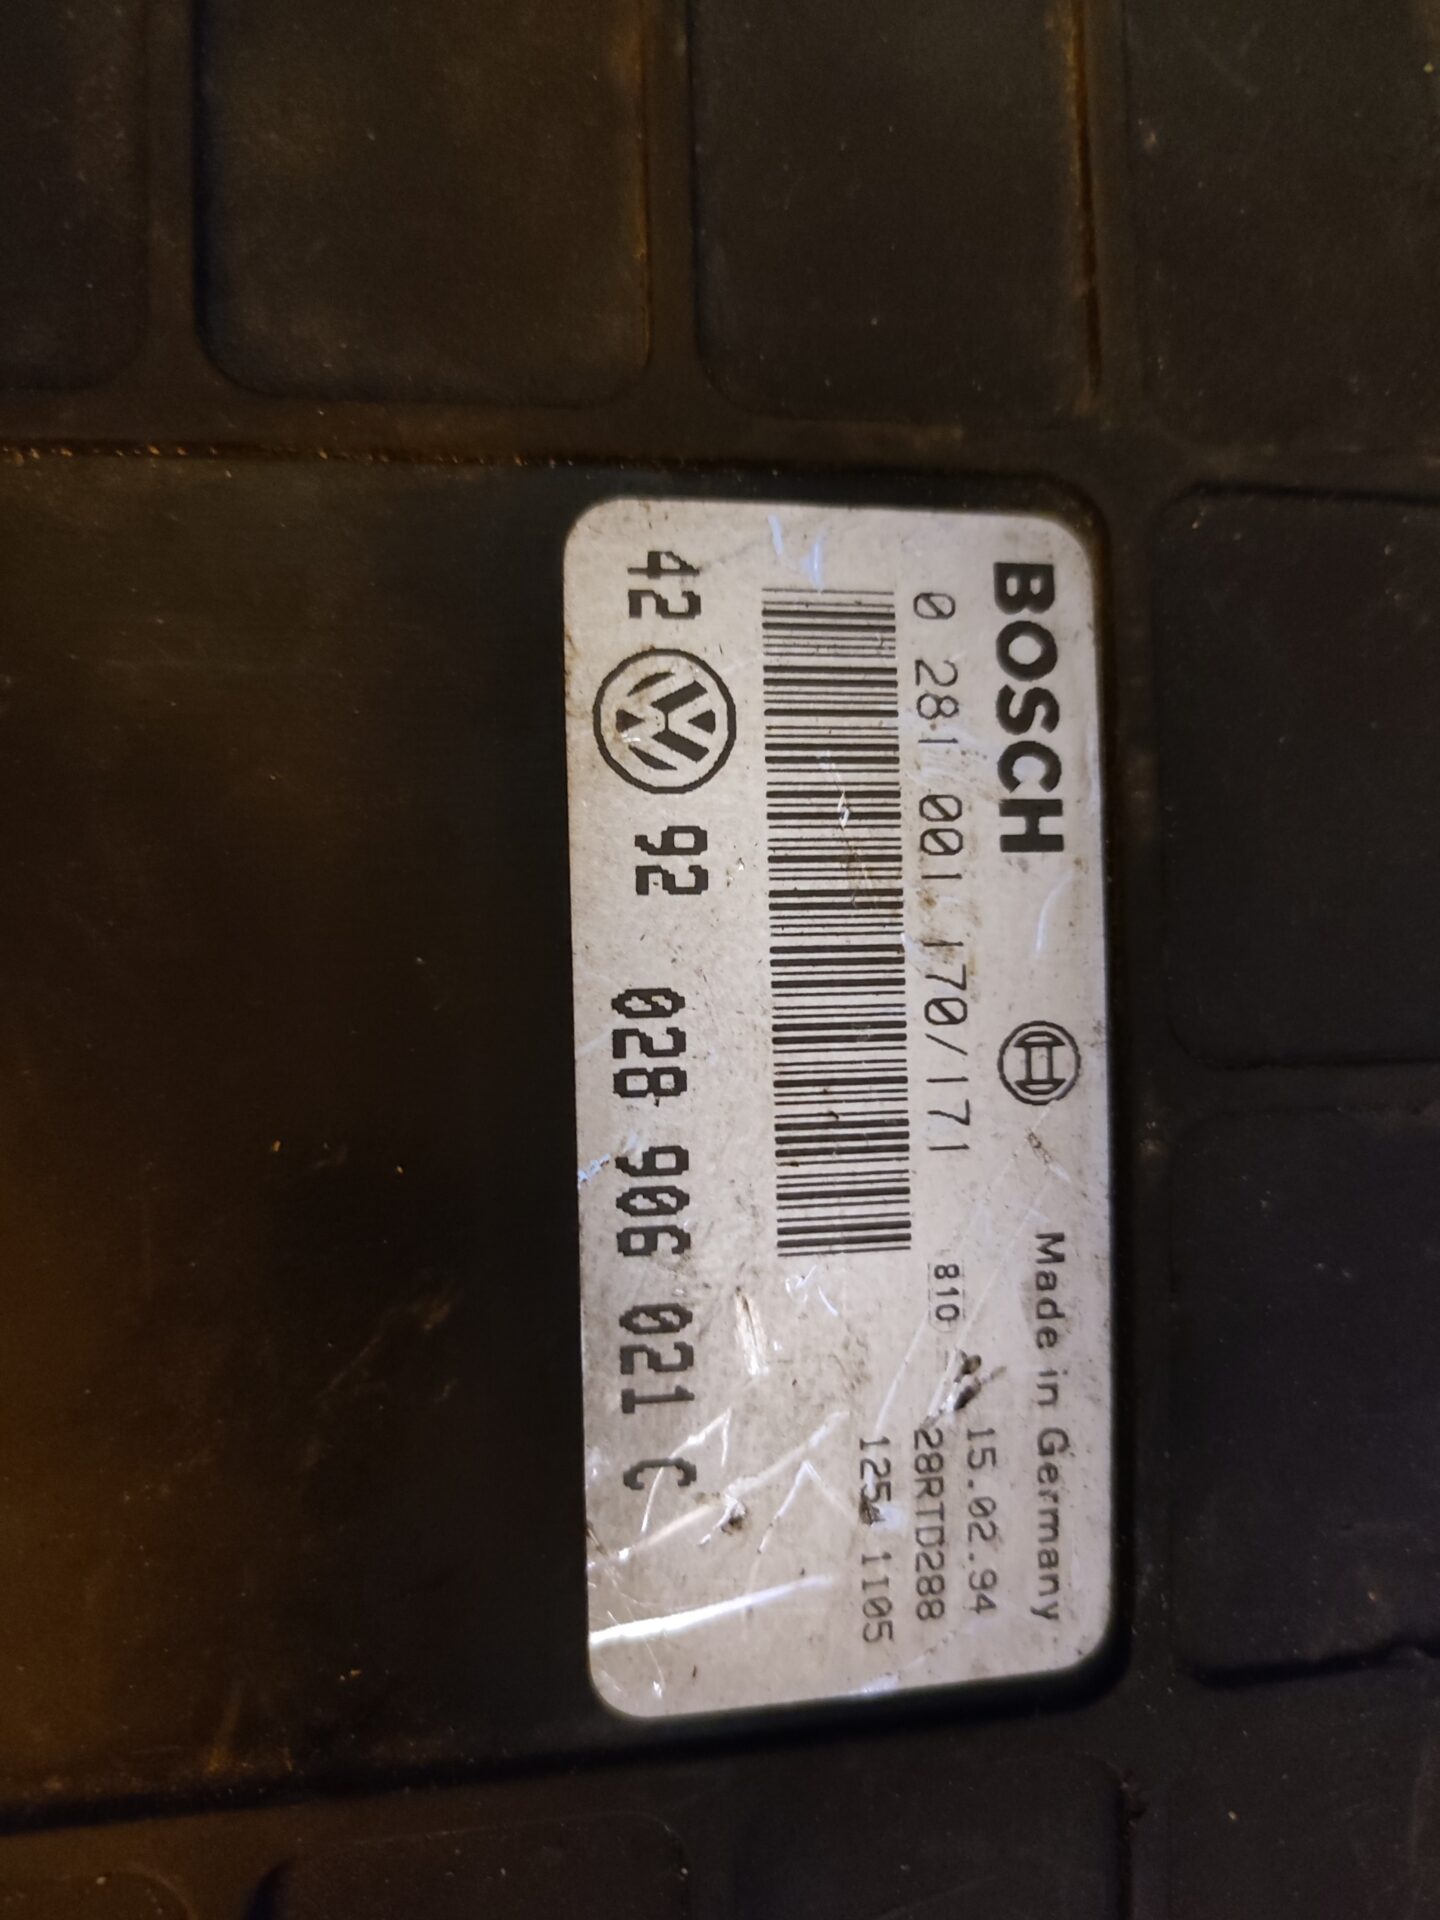 BOSCH Made in Germany
0 281 001 170/171 810 15.02.94
28RTD288
1254 1105
42 92 028 906 021 C